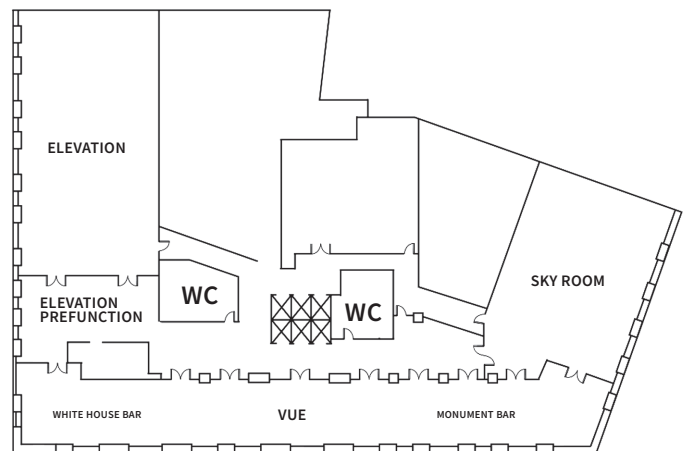 ELEVATION
SKY ROOM
WC
ELEVATION
PREFUNCTION
WC
WHITE HOUSE BAR
VUE
MONUMENT BAR